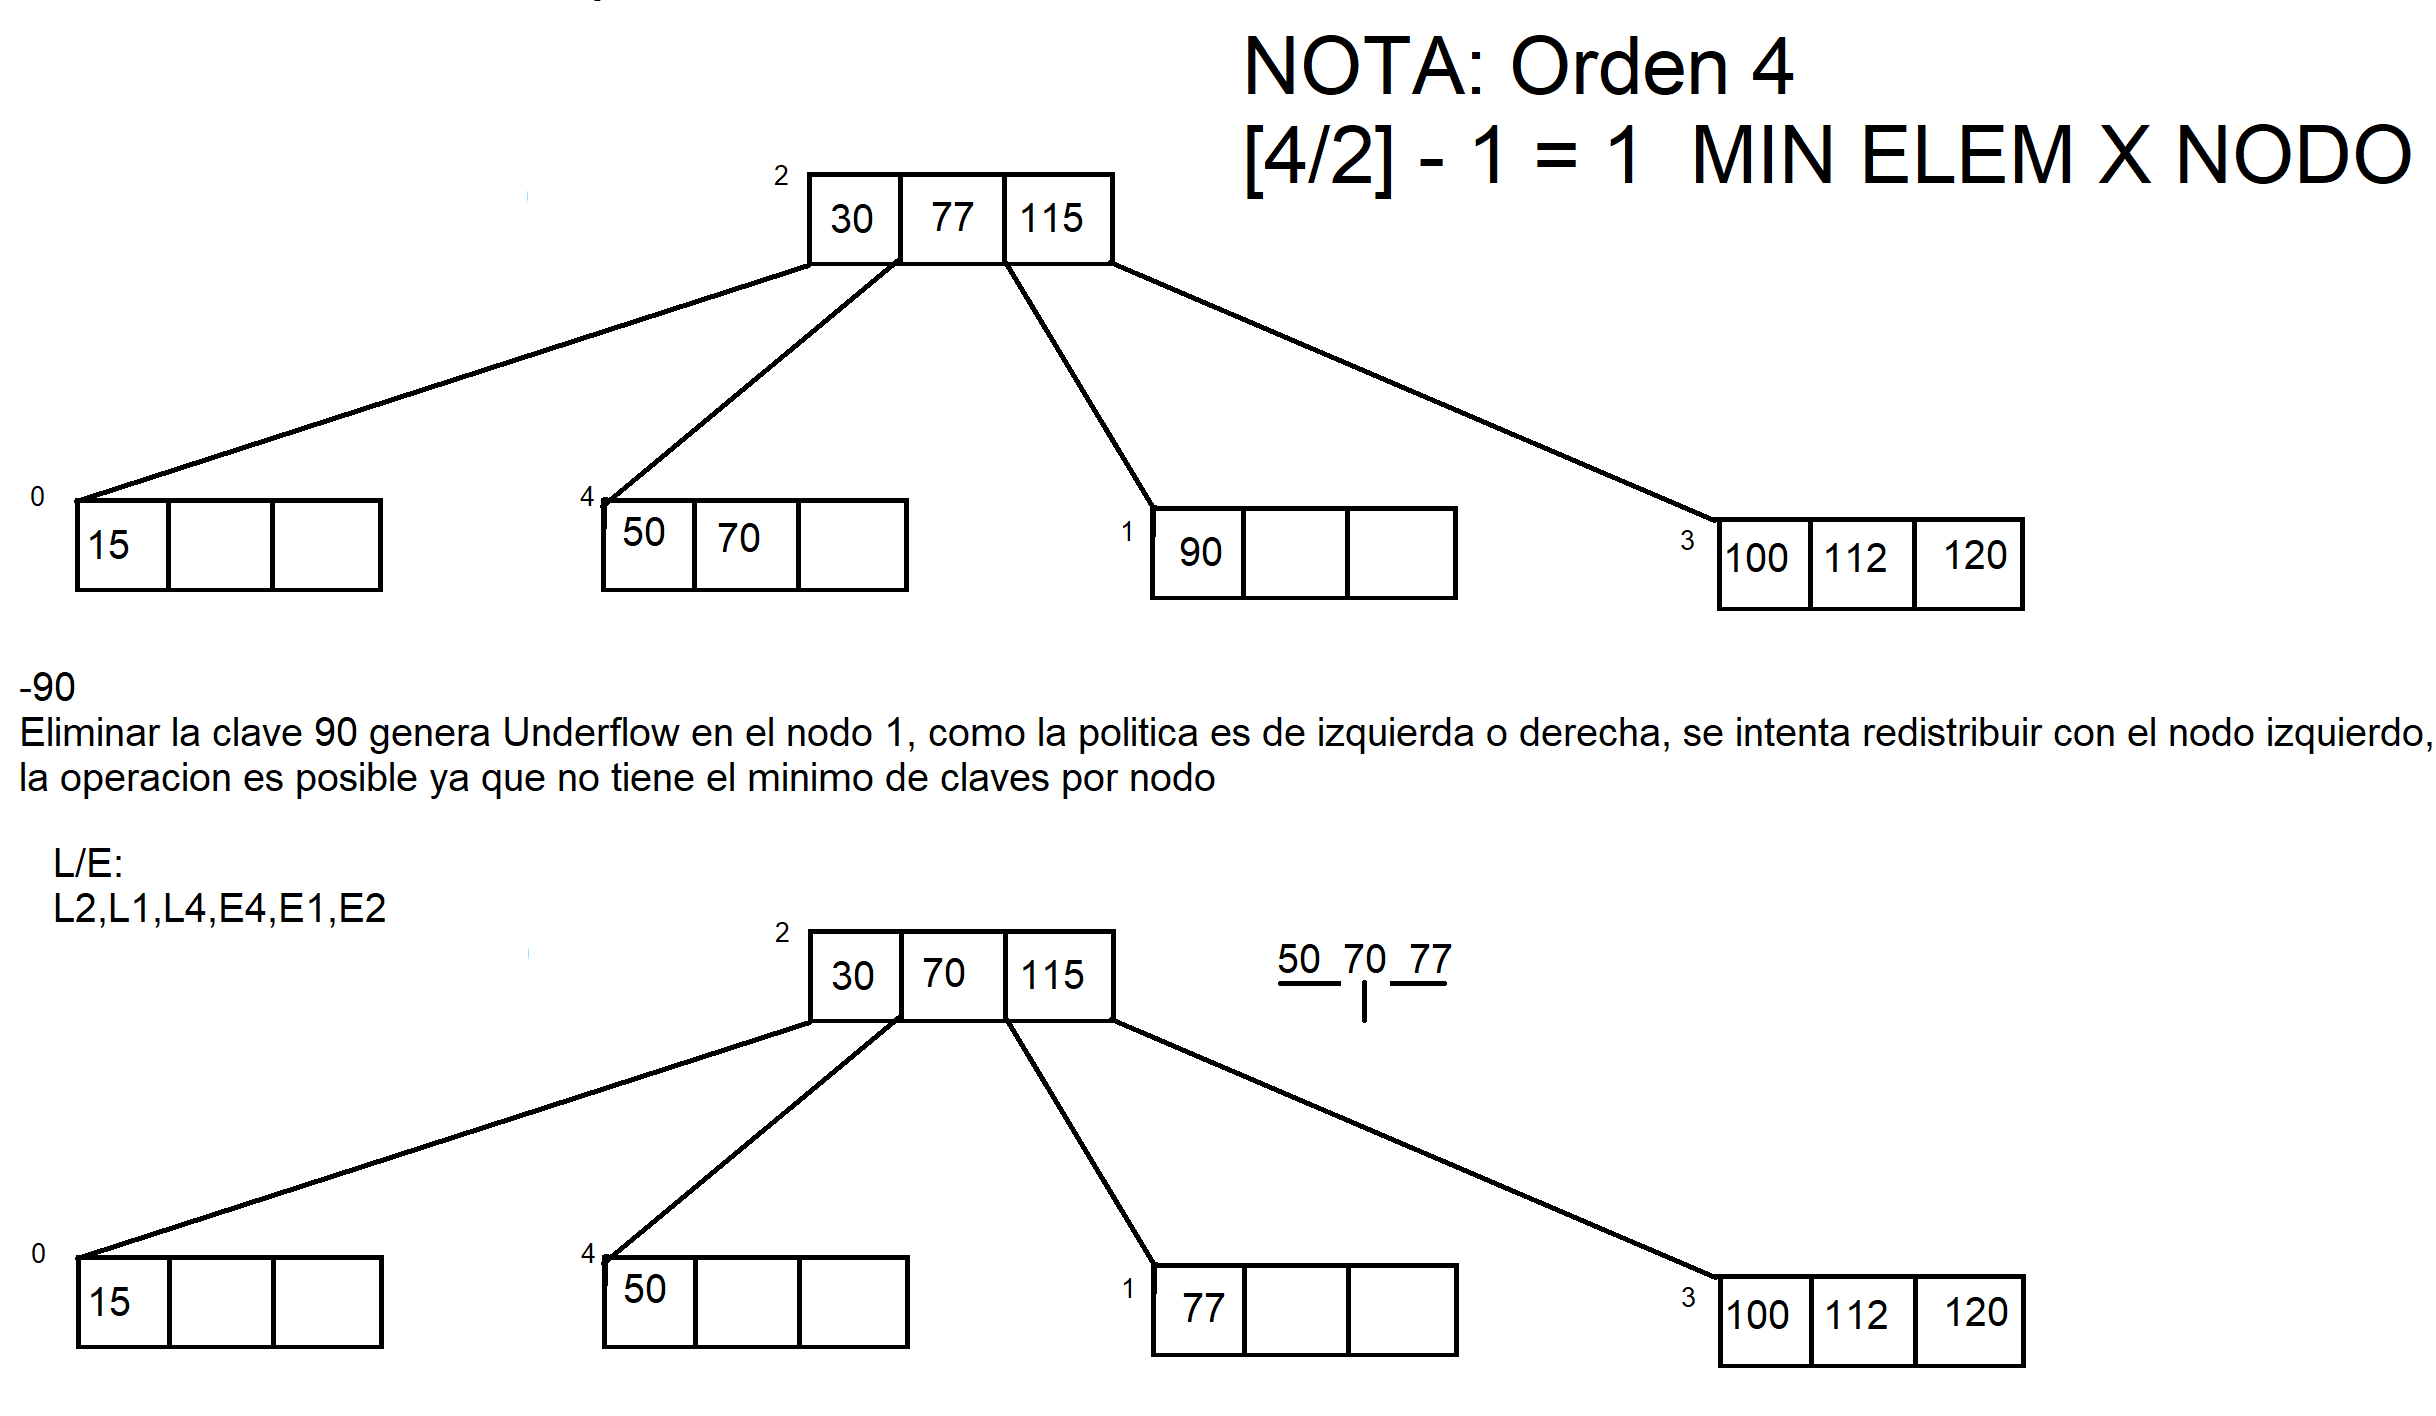 NOTA: Orden 4
[4/2] - 1 = 1 MIN ELEM X NODO
2
30 77 115
0
15
4
50 70
1
90
3
100 112 120
-90
Eliminar la clave 90 genera Underflow en el nodo 1, como la politica es de izquierda o derecha, se intenta redistribuir con el nodo izquierdo,
la operacion es posible ya que no tiene el minimo de claves por nodo
L/E:
L2,L1,L4,E4,E1,E2
2
30 70 115
50 70 77
0
15
4
50
1
77
3
100 112 120